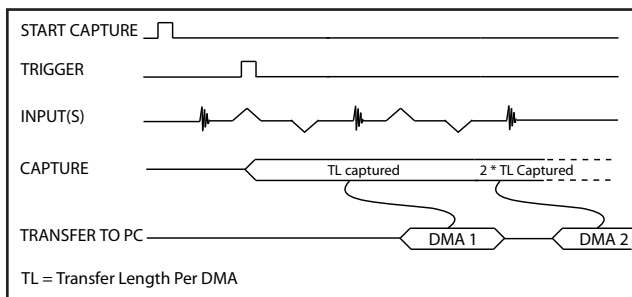 START CAPTURE
TRIGGER
INPUT(S)
CAPTURE
TL captured
2 * TL Captured
TRANSFER TO PC
DMA 1
DMA 2
TL = Transfer Length Per DMA